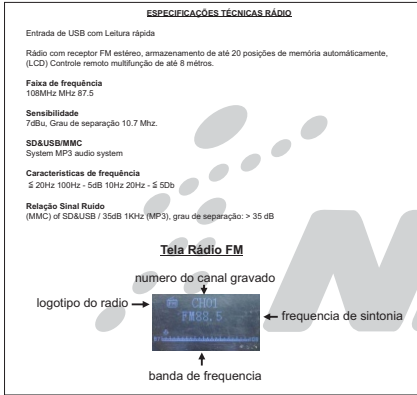 ESPECIFICAÇÕES TÉCNICAS RÁDIO
Entrada de USB com Leitura rápida
Rádio com receptor FM estéreo, armazenamento de até 20 posições de memória automáticamente,
(LCD) Controle remoto multifunção de até 8 métros.
Faixa de frequência
108MHz MHz 87.5
Sensibilidade
7dBu, Grau de separação 10.7 Mhz.
SD&USB/MMC
System MP3 audio system
Caracteristicas de frequência
≦ 20Hz 100Hz - 5dB 10Hz 20Hz - ≦ 5Db
Relação Sinal Ruido
(MMC) of SD&USB / 35dB 1KHz (MP3), grau de separação: > 35 dB
Tela Rádio FM
numero do canal gravado
logotipo do radio
CH01
FM88.5
frequencia de sintonia
banda de frequencia